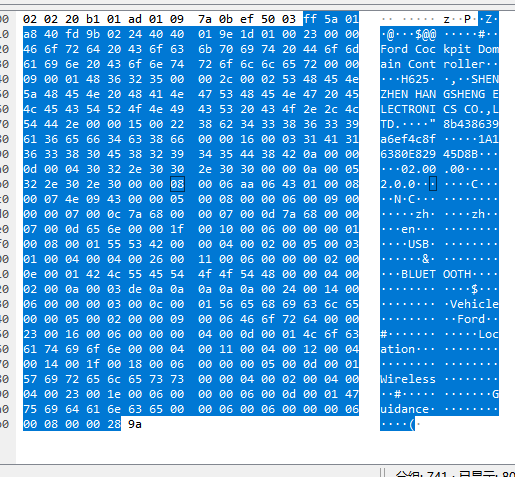 02 02 20 b1 01 ad 01 09 7a 0b ef 50 03 ff 5a 01 ·· ····· z··P··Z·
a8 40 fd 9b 02 24 40 40 01 9e 1d 01 00 23 00 00 ·@···$@@ ·····#··
46 6f 72 64 20 43 6f 63 6b 70 69 74 20 44 6f 6d Ford Coc kpit Dom
61 69 6e 20 43 6f 6e 74 72 6f 6c 6c 65 72 00 00 ain Cont roller··
09 00 01 48 36 32 35 00 00 2c 00 02 53 48 45 4e ···H625· ·,··SHEN
5a 48 45 4e 20 48 41 4e 47 53 48 45 4e 47 20 45 ZHEN HAN GSHENG E
4c 45 43 54 52 4f 4e 49 43 53 20 43 4f 2e 2c 4c LECTRONI CS CO.,L
54 44 2e 00 00 15 00 22 38 62 34 33 38 36 33 39 TD.····" 8b438639
61 36 65 66 34 63 38 66 00 00 16 00 03 31 41 31 a6ef4c8f ·····1A1
36 33 38 30 45 38 32 39 34 35 44 38 42 0a 00 00 6380E829 45D8B···
0d 00 04 30 32 2e 30 30 2e 30 30 00 00 0a 00 05 ···02.00 .00·····
32 2e 30 2e 30 00 00 08 00 06 aa 06 43 01 00 08 2.0.0··· ····C···
00 07 4e 09 43 00 00 05 00 08 00 06 00 09 00 00 ··N·C··· ········
00 00 07 00 0c 7a 68 00 00 07 00 0d 7a 68 00 00 ·····zh· ····zh··
07 00 0d 65 6e 00 00 1f 00 10 00 06 00 00 00 01 ···en··· ········
00 08 00 01 55 53 42 00 00 04 00 02 00 05 00 03 ····USB· ········
01 00 04 00 04 00 26 00 11 00 06 00 00 00 02 00 ······&· ········
0e 00 01 42 4c 55 45 54 4f 4f 54 48 00 00 04 00 ···BLUET OOTH····
02 00 0a 00 03 de 0a 0a 0a 0a 0a 00 24 00 14 00 ········ ····$···
06 00 00 00 03 00 0c 00 01 56 65 68 69 63 6c 65 ········ ·Vehicle
00 00 05 00 02 00 00 09 00 06 46 6f 72 64 00 00 ········ ··Ford··
23 00 16 00 06 00 00 00 04 00 0d 00 01 4c 6f 63 #······· ·····Loc
61 74 69 6f 6e 00 00 04 00 11 00 04 00 12 00 04 ation··· ········
00 14 00 1f 00 18 00 06 00 00 00 05 00 0d 00 01 ········ ········
57 69 72 65 6c 65 73 73 00 00 04 00 02 00 04 00 Wireless ········
04 00 23 00 1e 00 06 00 00 00 06 00 0d 00 01 47 ··#····· ·······G
75 69 64 61 6e 63 65 00 00 06 00 06 00 00 00 06 uidance· ········
00 08 00 00 28 9a ····(·
分组: 741 · 已显示: 80